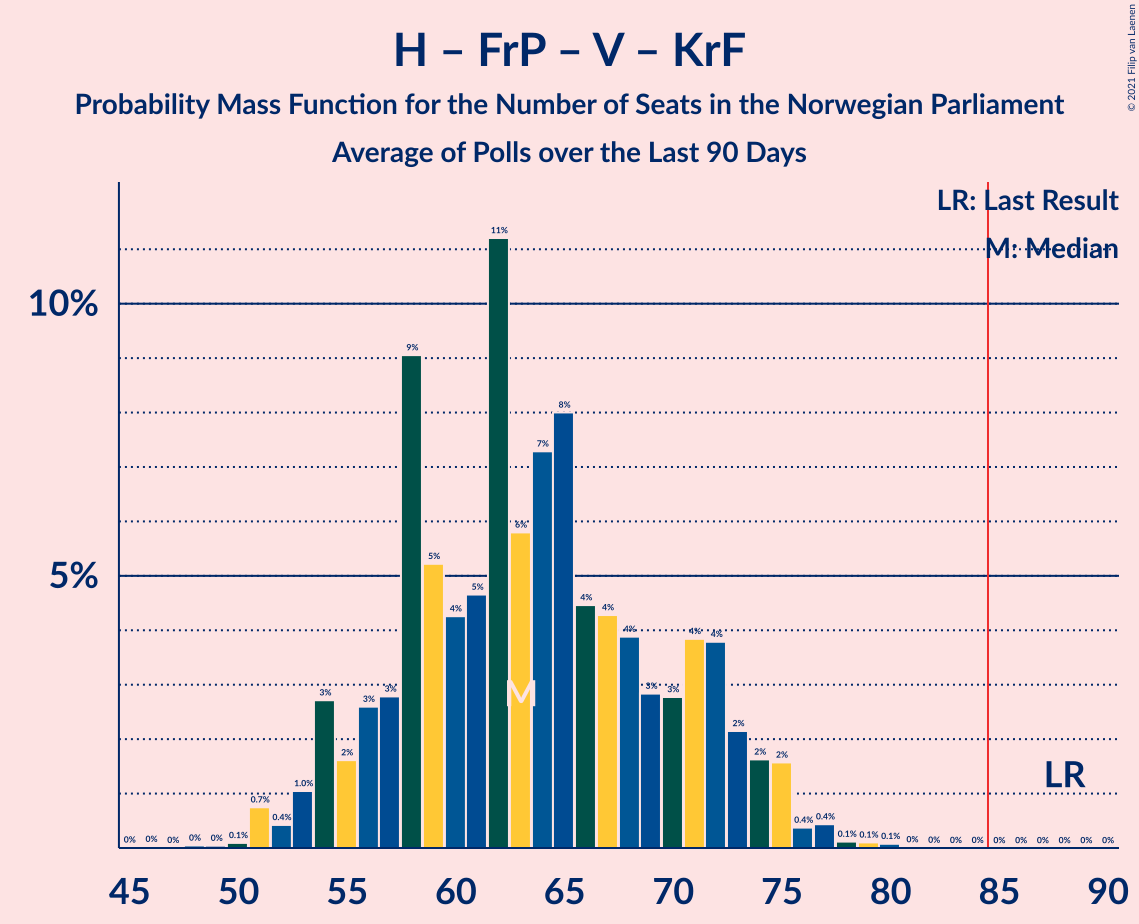 H – FrP – V – KrF
Probability Mass Function for the Number of Seats in the Norwegian Parliament
Average of Polls over the Last 90 Days
© 2021 Filip van Laenen
LR: Last Result
M: Median
10%
5%
0% 0% 0% 0% 0% 0.1% 0.7% 0.4% 1.0% 3% 2% 3% 3% 9% 5% 4% 5% 11% 6% 7% 8% 4% 4% 4% 3% 3% 4% 4% 2% 2% 2% 0.4% 0.4% 0.1% 0.1% 0.1% 0% 0% 0% 0% 0% 0% 0% 0% 0% 0%
M
LR
45 50 55 60 65 70 75 80 85 90